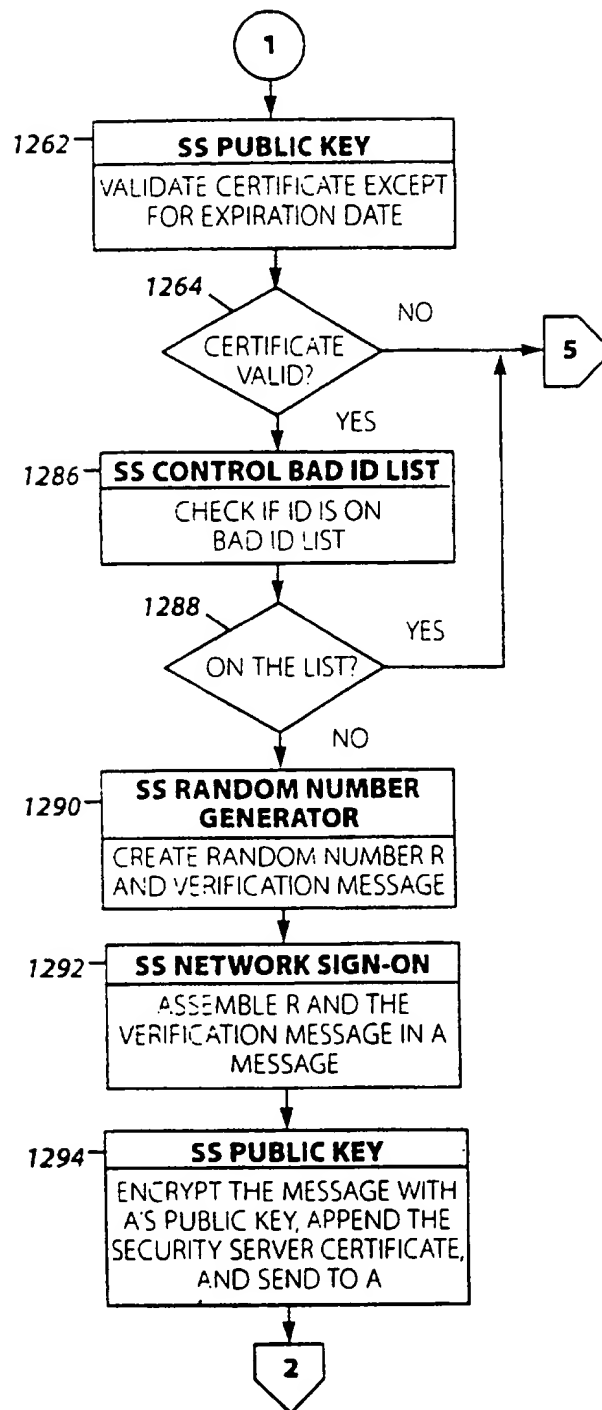 1
1262
SS PUBLIC KEY
VALIDATE CERTIFICATE EXCEPT
FOR EXPIRATION DATE
1264
NO
CERTIFICATE
VALID?
5
YES
1286
SS CONTROL BAD ID LIST
CHECK IF ID IS ON
BAD ID LIST
1288
YES
ON THE LIST?
NO
1290
SS RANDOM NUMBER
GENERATOR
CREATE RANDOM NUMBER R
AND VERIFICATION MESSAGE
1292
SS NETWORK SIGN-ON
ASSEMBLE R AND THE
VERIFICATION MESSAGE IN A
MESSAGE
1294
SS PUBLIC KEY
ENCRYPT THE MESSAGE WITH
A'S PUBLIC KEY, APPEND THE
SECURITY SERVER CERTIFICATE,
AND SEND TO A
2